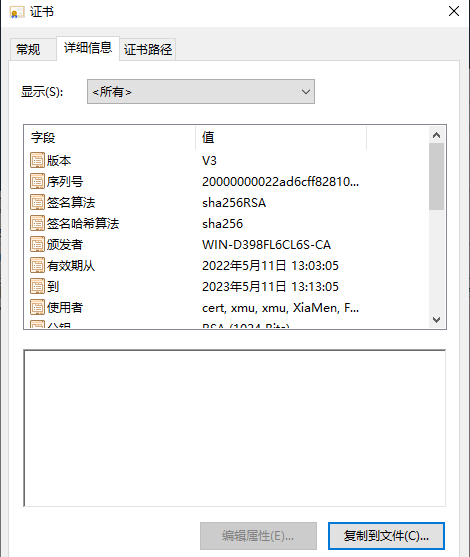 证书
常规 详细信息 证书路径
显示(S): <所有>
字段 值
版本 V3
序列号 20000000022ad6cff82810...
签名算法 sha256RSA
签名哈希算法 sha256
颁发者 WIN-D398FL6CL6S-CA
有效期从 2022年5月11日 13:03:05
到 2023年5月11日 13:13:05
使用者 cert, xmu, xmu, XiaMen, F...
公钥 RSA (1024 Bits)
编辑属性(E)... 复制到文件(C)...